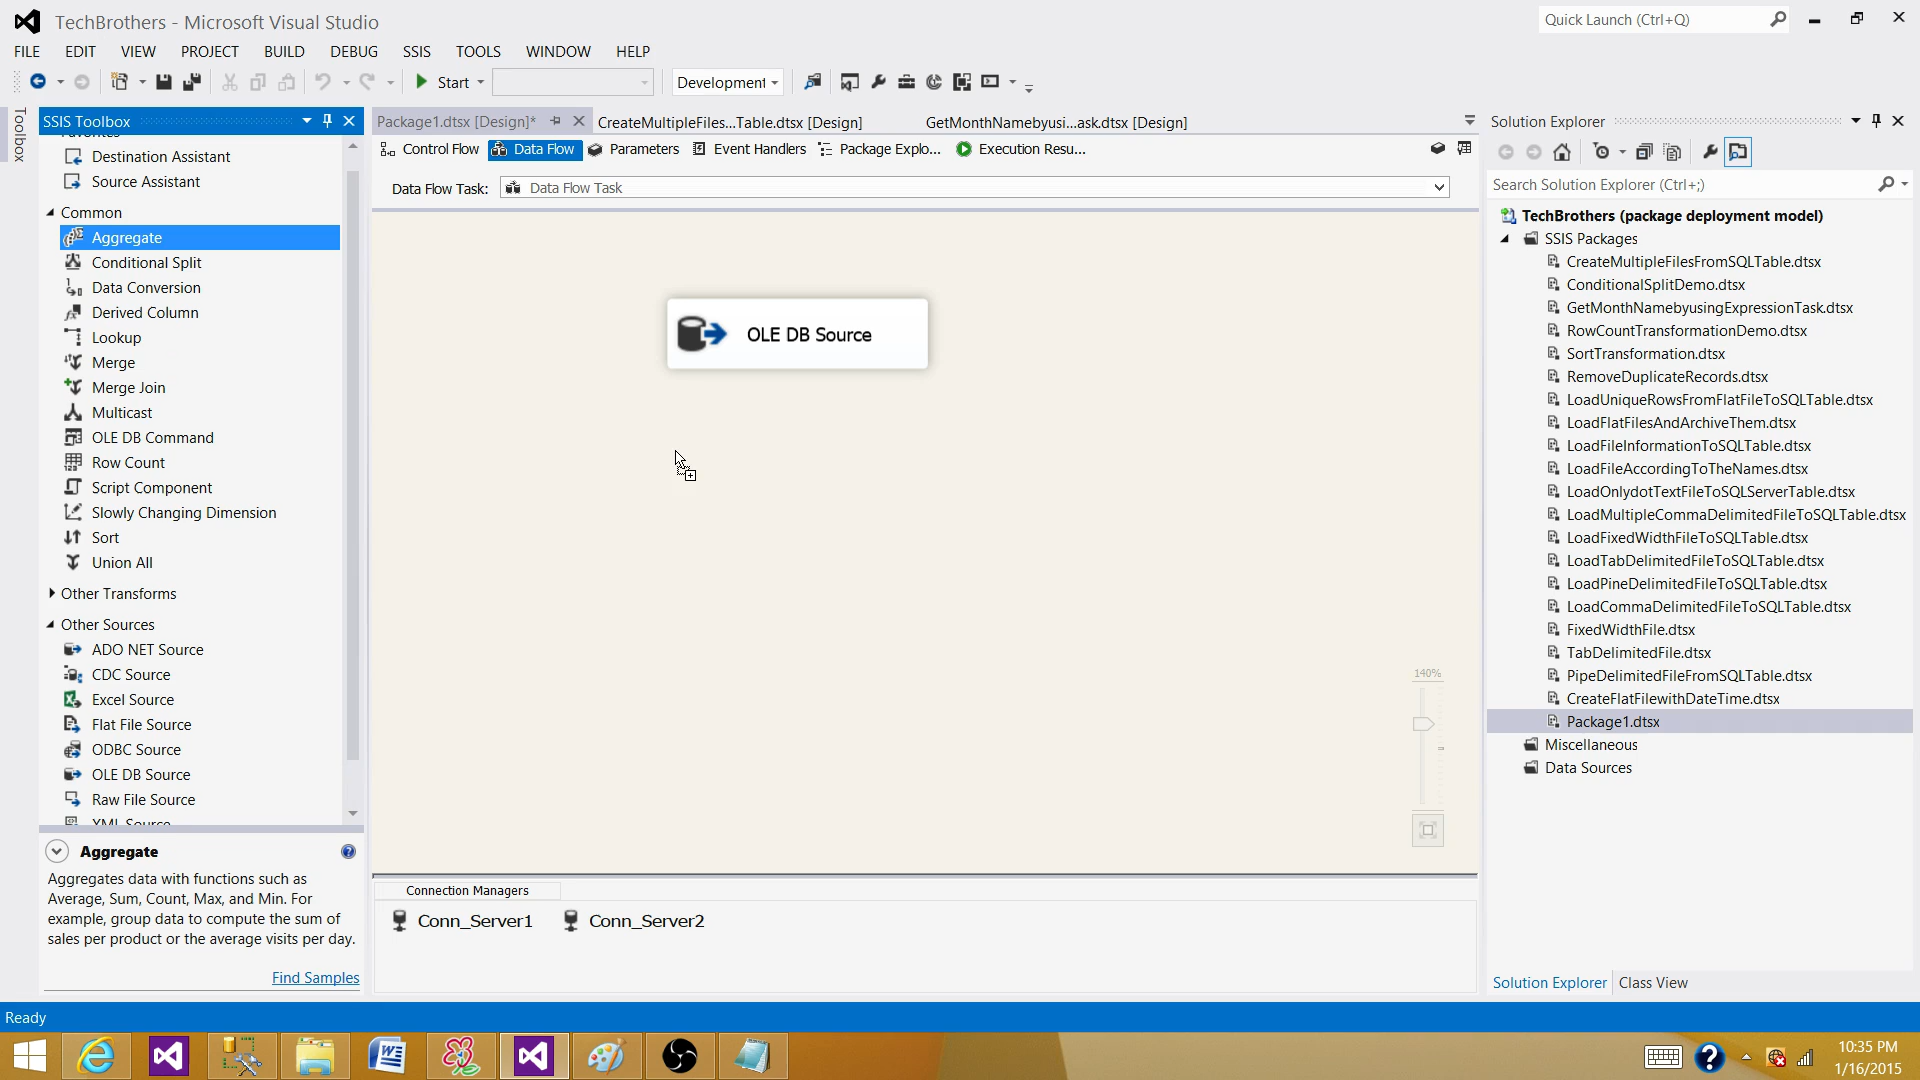 TechBrothers - Microsoft Visual Studio
Quick Launch (Ctrl+Q)
FILE EDIT VIEW PROJECT BUILD DEBUG SSIS TOOLS WINDOW HELP
Start Development
Toolbox
SSIS Toolbox
Favorites
Destination Assistant
Source Assistant
Common
Aggregate
Conditional Split
Data Conversion
Derived Column
Lookup
Merge
Merge Join
Multicast
OLE DB Command
Row Count
Script Component
Slowly Changing Dimension
Sort
Union All
Other Transforms
Other Sources
ADO NET Source
CDC Source
Excel Source
Flat File Source
ODBC Source
OLE DB Source
Raw File Source
XML Source
Aggregate
Aggregates data with functions such as
Average, Sum, Count, Max, and Min. For
example, group data to compute the sum of
sales per product or the average visits per day.
Find Samples
Package1.dtsx [Design]* CreateMultipleFiles...Table.dtsx [Design] GetMonthNamebyusi...ask.dtsx [Design]
Control Flow Data Flow Parameters Event Handlers Package Explo... Execution Resu...
Data Flow Task: Data Flow Task
OLE DB Source
140%
Connection Managers
Conn_Server1 Conn_Server2
Solution Explorer
Search Solution Explorer (Ctrl+;)
TechBrothers (package deployment model)
SSIS Packages
CreateMultipleFilesFromSQLTable.dtsx
ConditionalSplitDemo.dtsx
GetMonthNamebyusingExpressionTask.dtsx
RowCountTransformationDemo.dtsx
SortTransformation.dtsx
RemoveDuplicateRecords.dtsx
LoadUniqueRowsFromFlatFileToSQLTable.dtsx
LoadFlatFilesAndArchiveThem.dtsx
LoadFileInformationToSQLTable.dtsx
LoadFileAccordingToTheNames.dtsx
LoadOnlydotTextFileToSQLServerTable.dtsx
LoadMultipleCommaDelimitedFileToSQLTable.dtsx
LoadFixedWidthFileToSQLTable.dtsx
LoadTabDelimitedFileToSQLTable.dtsx
LoadPineDelimitedFileToSQLTable.dtsx
LoadCommaDelimitedFileToSQLTable.dtsx
FixedWidthFile.dtsx
TabDelimitedFile.dtsx
PipeDelimitedFileFromSQLTable.dtsx
CreateFlatFilewithDateTime.dtsx
Package1.dtsx
Miscellaneous
Data Sources
Solution Explorer Class View
Ready
10:35 PM
1/16/2015